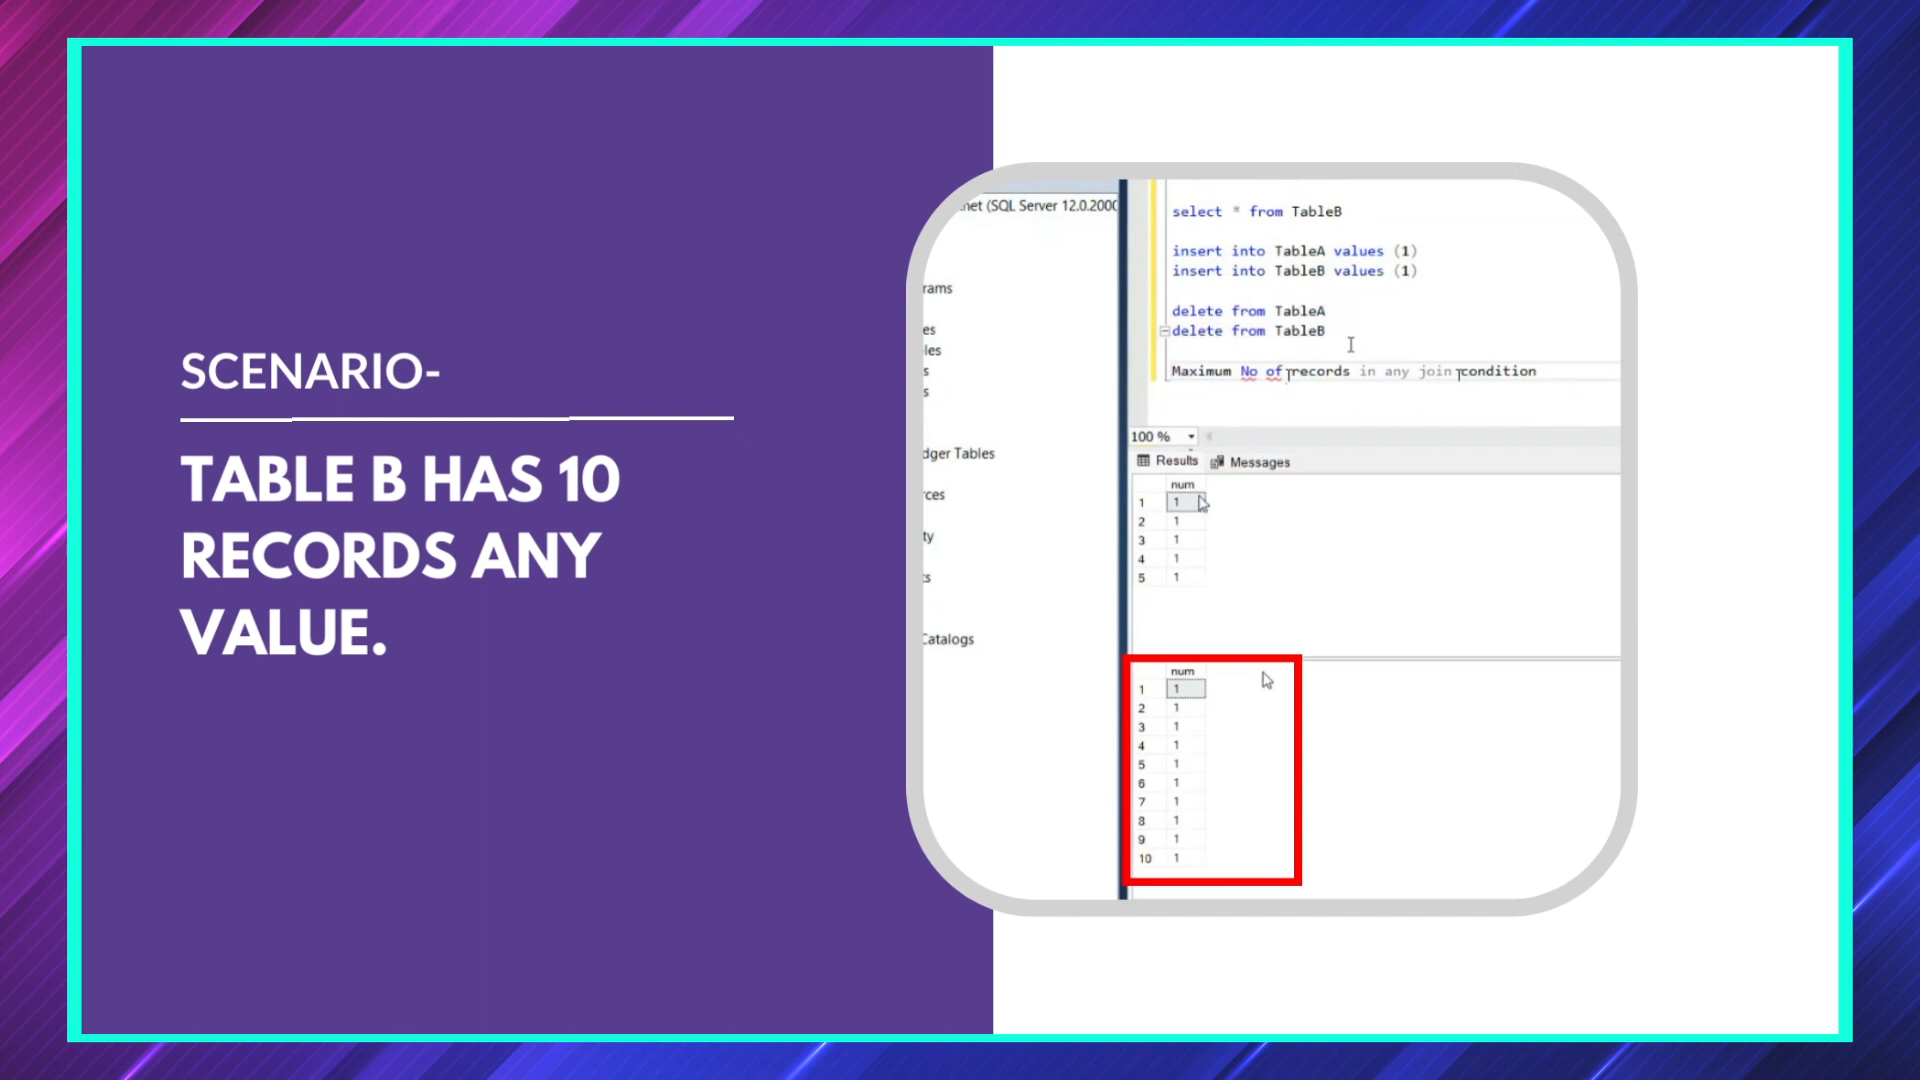 SCENARIO-
TABLE B HAS 10
RECORDS ANY
VALUE.
net (SQL Server 12.0.2000
rams
es
les
s
s
dger Tables
rces
ty
ts
Catalogs
select * from TableB
insert into TableA values (1)
insert into TableB values (1)
delete from TableA
delete from TableB
Maximum No of records in any join condition
100 %
Results Messages
num
1 1
2 1
3 1
4 1
5 1
num
1 1
2 1
3 1
4 1
5 1
6 1
7 1
8 1
9 1
10 1